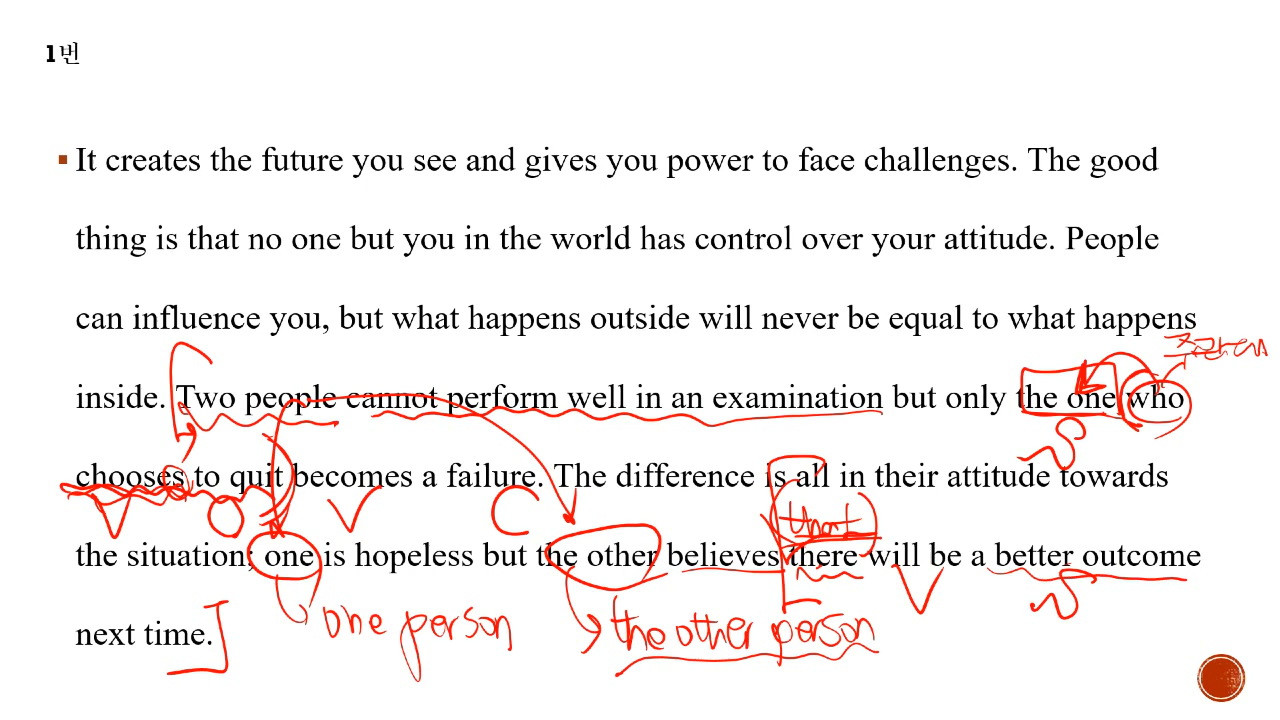 1번
It creates the future you see and gives you power to face challenges. The good
thing is that no one but you in the world has control over your attitude. People
can influence you, but what happens outside will never be equal to what happens
주관대
inside. Two people cannot perform well in an examination but only the one who
S
chooses to quit becomes a failure. The difference is all in their attitude towards
V O V C
that
the situation; one is hopeless but the other believes there will be a better outcome
V S
next time.
one person
the other person